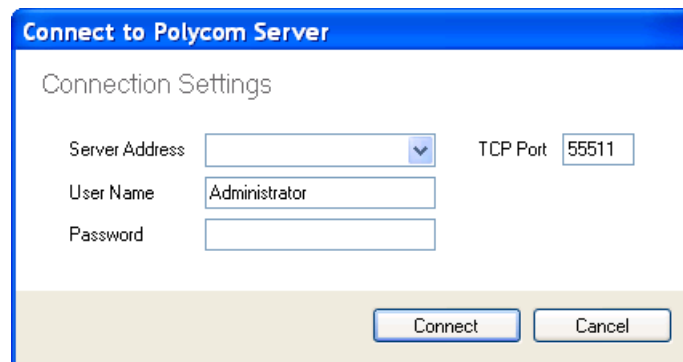 Connect to Polycom Server
Connection Settings
Server Address TCP Port 55511
User Name Administrator
Password
Connect Cancel